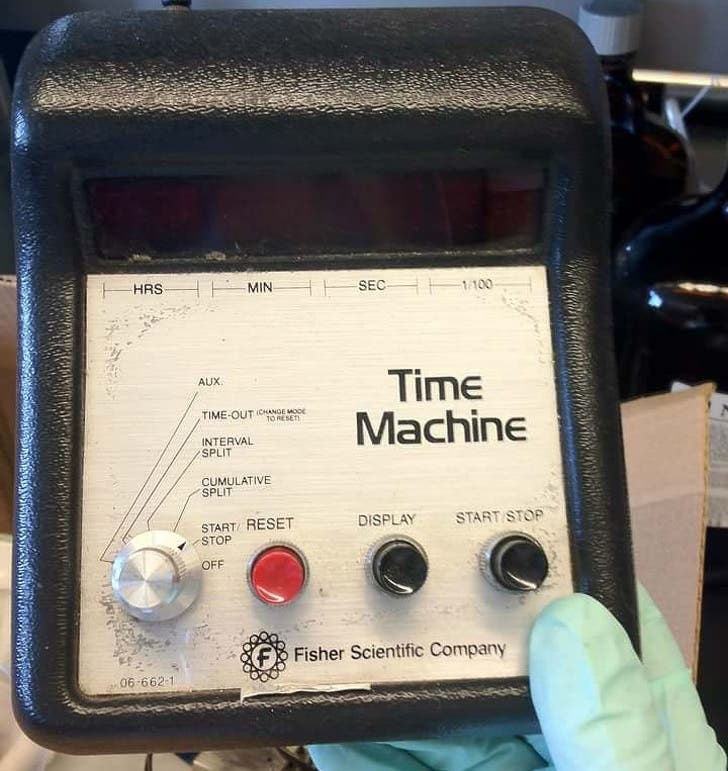 HRS MIN SEC 1/100
AUX.
TIME-OUT (CHANGE MODE
TO RESET)
INTERVAL
SPLIT
CUMULATIVE
SPLIT
START/
STOP
OFF
Time
Machine
RESET DISPLAY START/STOP
F Fisher Scientific Company
06-662-1